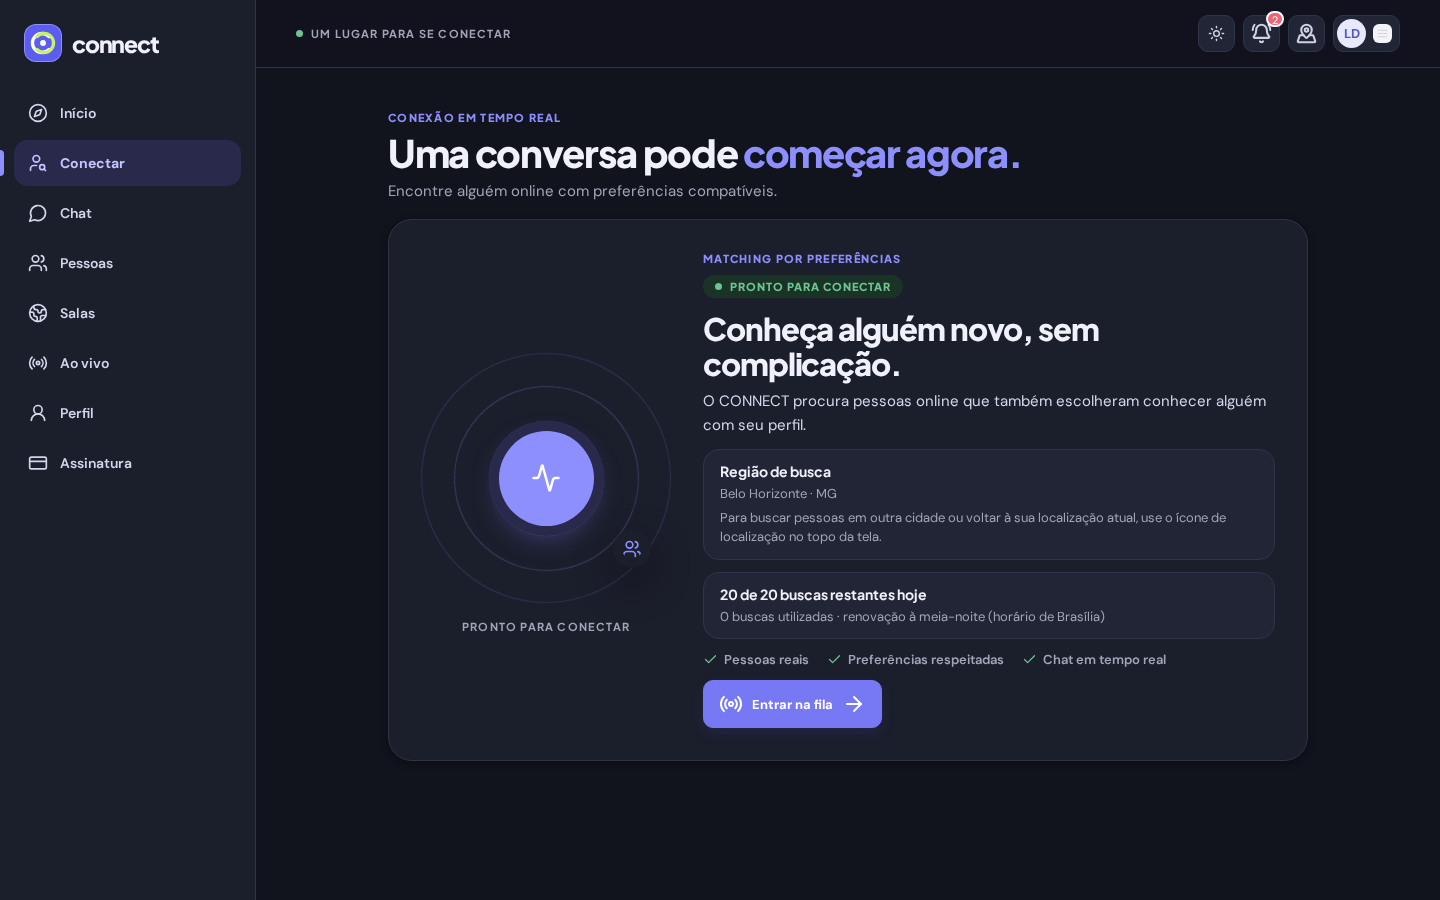 connect
UM LUGAR PARA SE CONECTAR
2
LD
Início
Conectar
Chat
Pessoas
Salas
Ao vivo
Perfil
Assinatura
CONEXÃO EM TEMPO REAL
Uma conversa pode começar agora.
Encontre alguém online com preferências compatíveis.
PRONTO PARA CONECTAR
MATCHING POR PREFERÊNCIAS
PRONTO PARA CONECTAR
Conheça alguém novo, sem
complicação.
O CONNECT procura pessoas online que também escolheram conhecer alguém
com seu perfil.
Região de busca
Belo Horizonte · MG
Para buscar pessoas em outra cidade ou voltar à sua localização atual, use o ícone de
localização no topo da tela.
20 de 20 buscas restantes hoje
0 buscas utilizadas · renovação à meia-noite (horário de Brasília)
Pessoas reais
Preferências respeitadas
Chat em tempo real
Entrar na fila